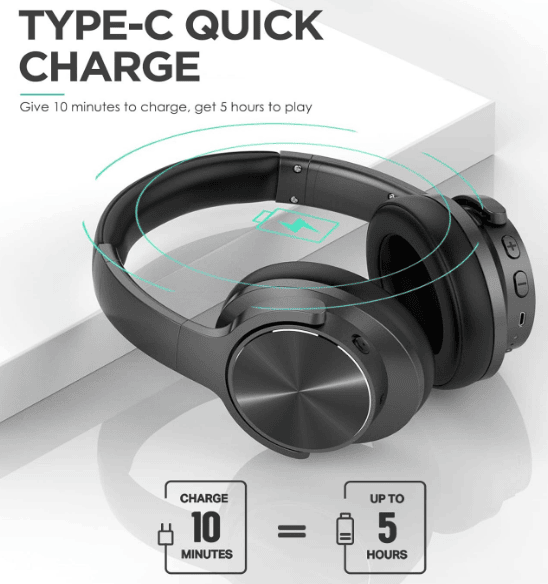 TYPE-C QUICK
CHARGE
Give 10 minutes to charge, get 5 hours to play
CHARGE
10
MINUTES
=
UP TO
5
HOURS